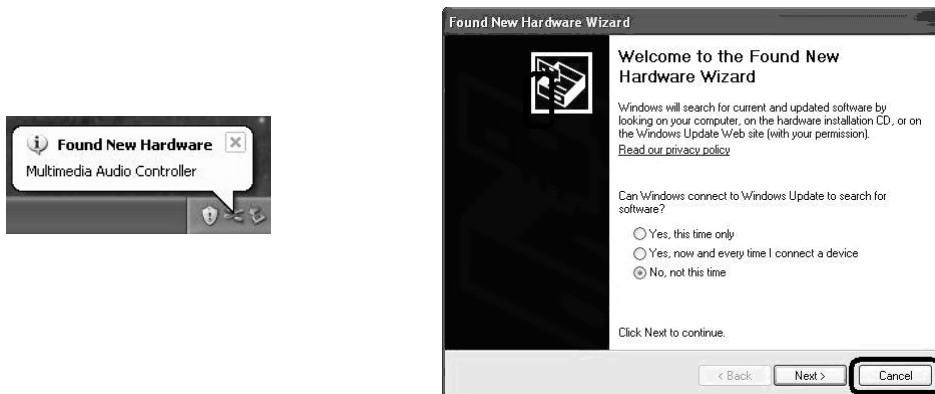 Found New Hardware
Multimedia Audio Controller
Found New Hardware Wizard
Welcome to the Found New
Hardware Wizard
Windows will search for current and updated software by
looking on your computer, on the hardware installation CD, or on
the Windows Update Web site (with your permission).
Read our privacy policy
Can Windows connect to Windows Update to search for
software?
Yes, this time only
Yes, now and every time I connect a device
No, not this time
Click Next to continue.
< Back
Next >
Cancel